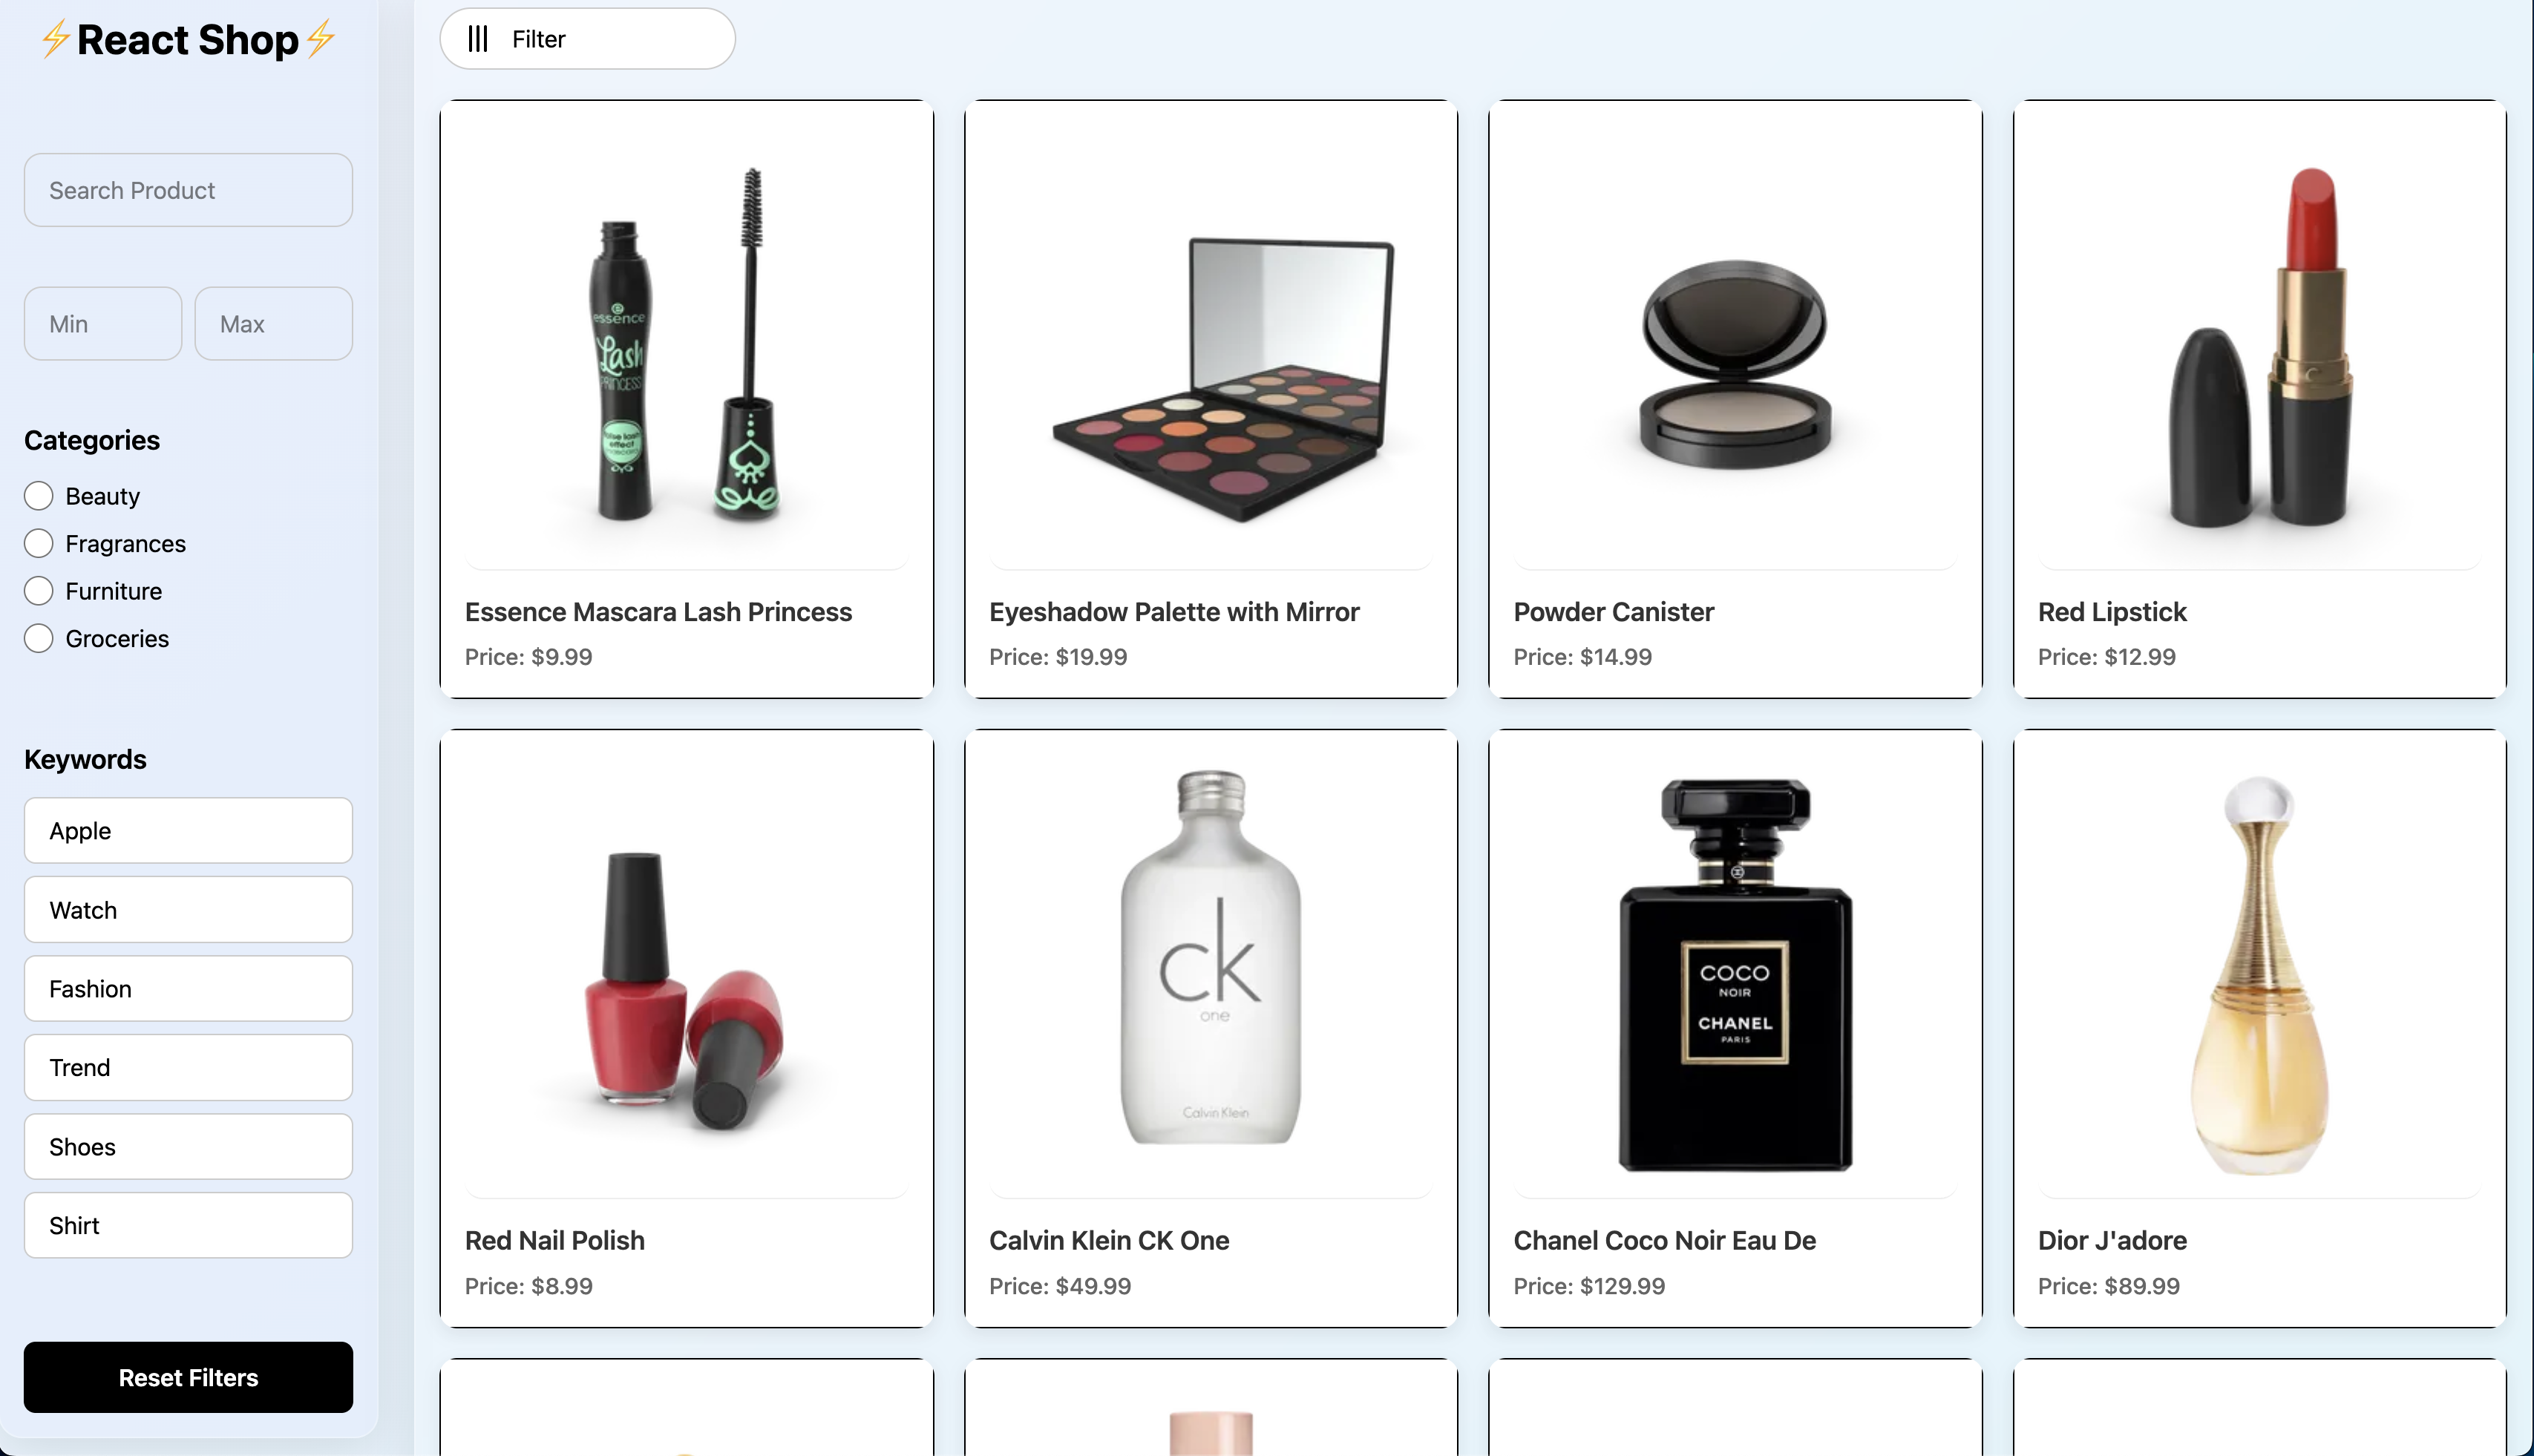 ⚡React Shop⚡
Search Product
Min Max
Categories
Beauty
Fragrances
Furniture
Groceries
Keywords
Apple
Watch
Fashion
Trend
Shoes
Shirt
Reset Filters
Filter
essence
Lash
PRINCESS
false lash
effect
mascara
Essence Mascara Lash Princess
Price: $9.99
Eyeshadow Palette with Mirror
Price: $19.99
Powder Canister
Price: $14.99
Red Lipstick
Price: $12.99
Red Nail Polish
Price: $8.99
ck
one
Calvin Klein
Calvin Klein CK One
Price: $49.99
COCO
NOIR
CHANEL
PARIS
Chanel Coco Noir Eau De
Price: $129.99
Dior J'adore
Price: $89.99